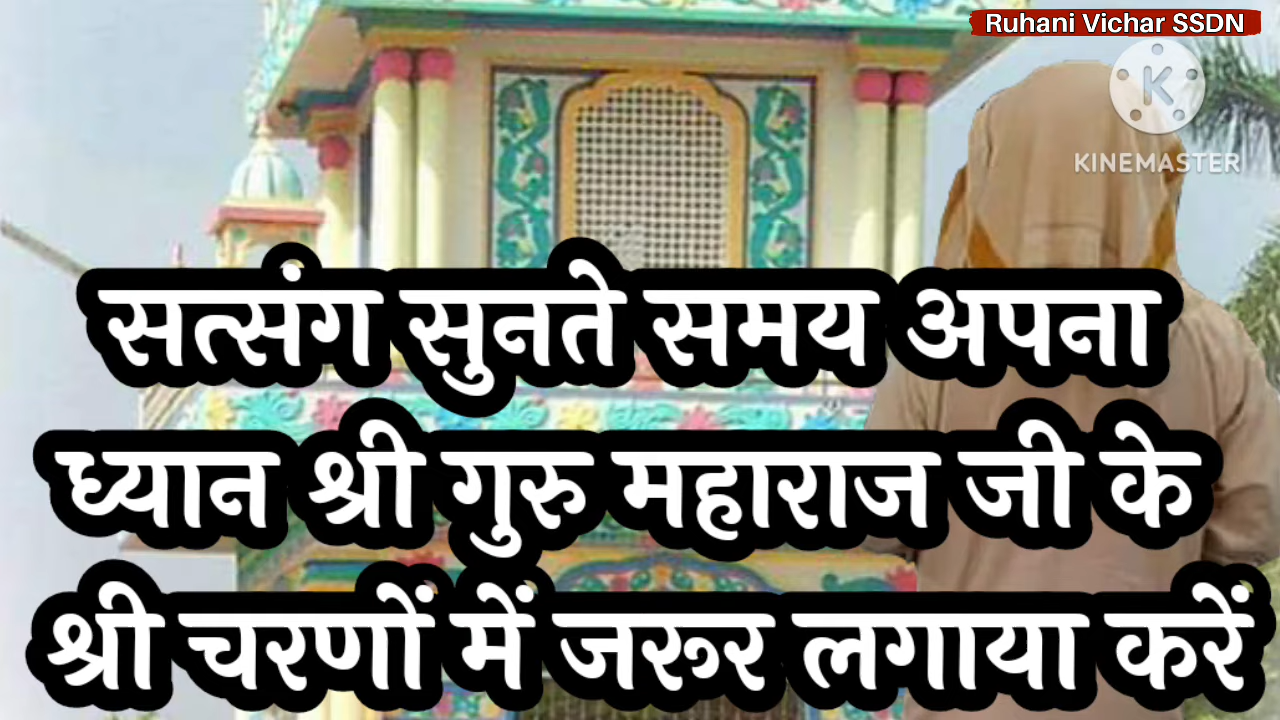 Ruhani Vichar SSDN
K
KINEMASTER
सत्संग सुनते समय अपना
ध्यान श्री गुरु महाराज जी के
श्री चरणों में जरूर लगाया करें